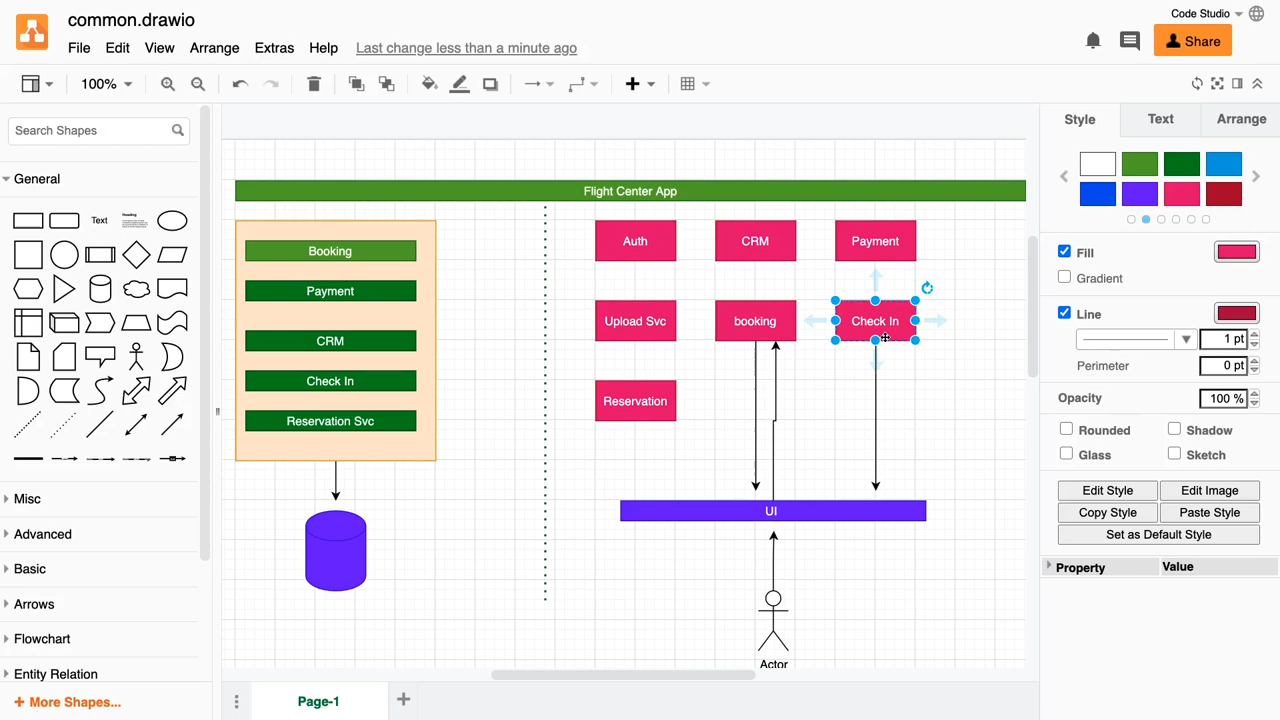 common.drawio
Code Studio
File Edit View Arrange Extras Help Last change less than a minute ago
Share
100%
Search Shapes
General
Text
Heading
Misc
Advanced
Basic
Arrows
Flowchart
Entity Relation
+ More Shapes...
Flight Center App
Booking
Payment
CRM
Check In
Reservation Svc
Auth
CRM
Payment
Upload Svc
booking
Check In
Reservation
UI
Actor
Page-1
Style Text Arrange
Fill
Gradient
Line
1 pt
Perimeter
0 pt
Opacity
100 %
Rounded
Shadow
Glass
Sketch
Edit Style
Edit Image
Copy Style
Paste Style
Set as Default Style
Property
Value